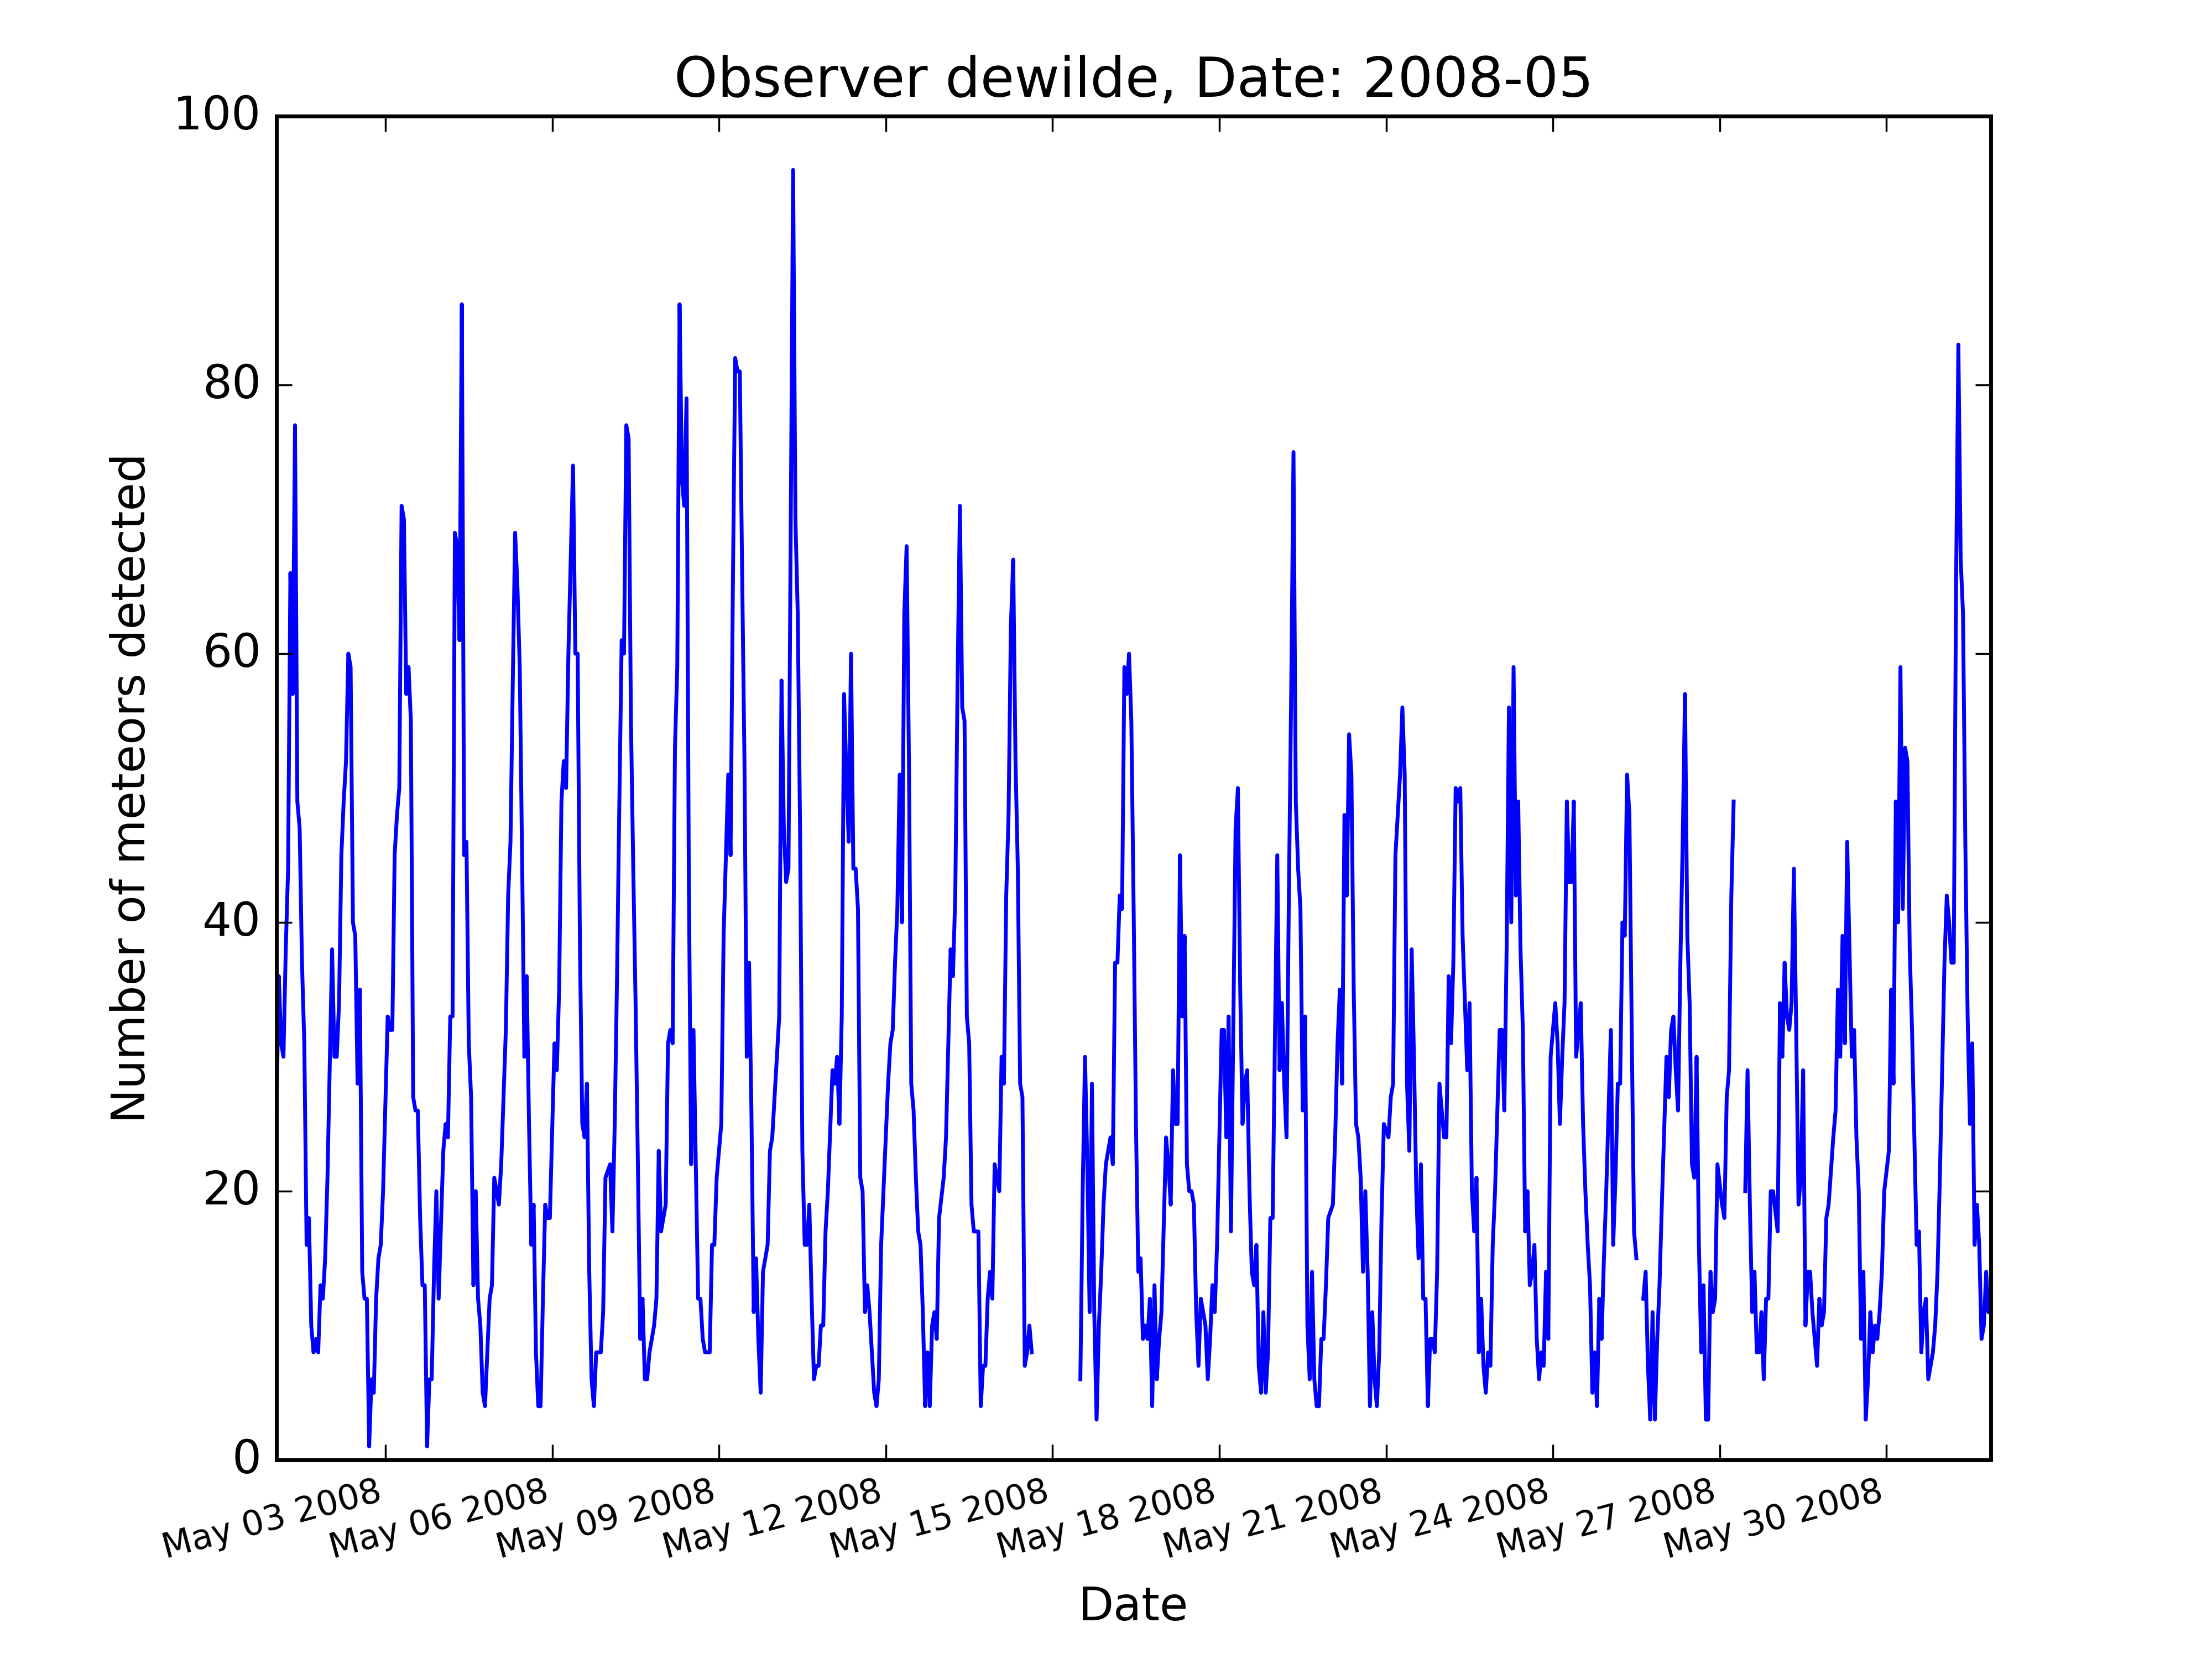 Observer dewilde, Date: 2008-05
100
80
60
40
20
0
Number of meteors detected
May 03 2008
May 06 2008
May 09 2008
May 12 2008
May 15 2008
May 18 2008
May 21 2008
May 24 2008
May 27 2008
May 30 2008
Date